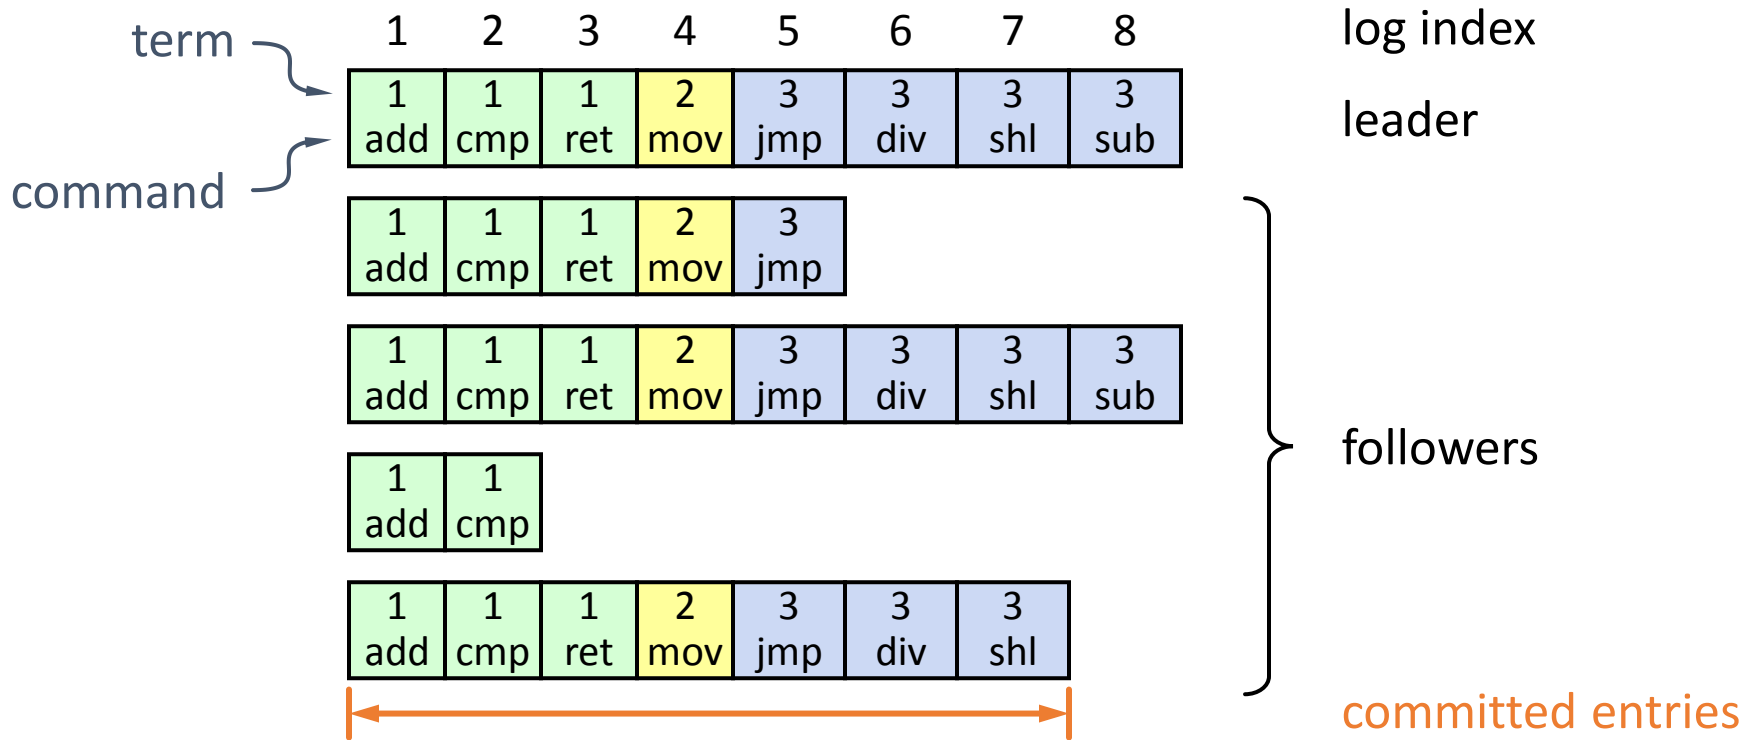 term
1 2 3 4 5 6 7 8 log index
1 1 1 2 3 3 3 3
add cmp ret mov jmp div shl sub
leader
command
1 1 1 2 3
add cmp ret mov jmp
1 1 1 2 3 3 3 3
add cmp ret mov jmp div shl sub
followers
1 1
add cmp
1 1 1 2 3 3 3
add cmp ret mov jmp div shl
committed entries